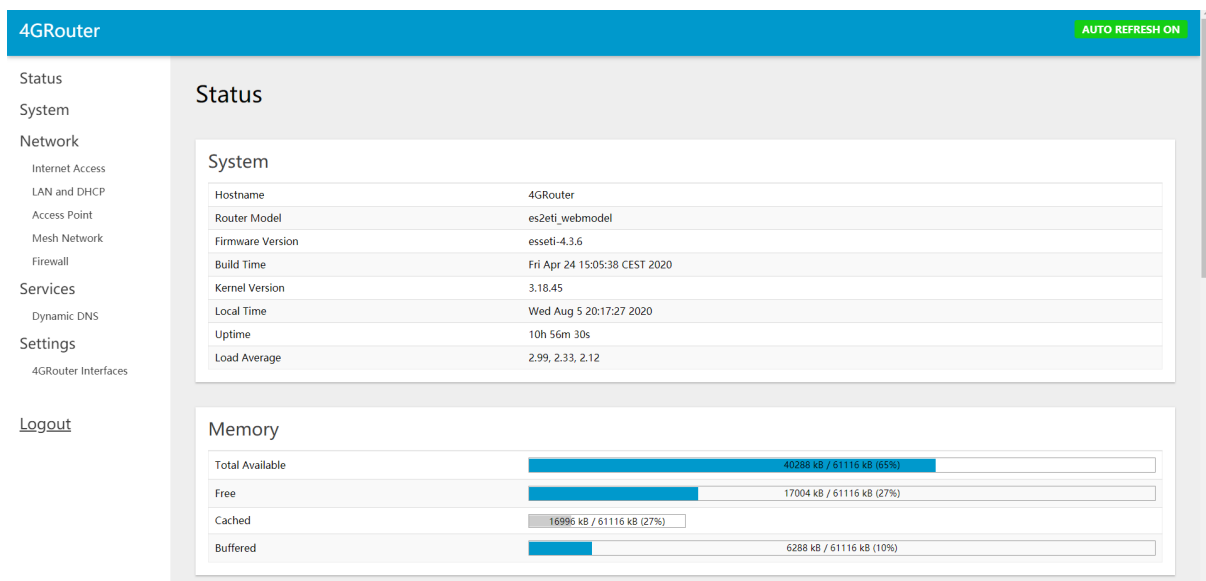 4GRouter
AUTO REFRESH ON
Status
System
Network
Internet Access
LAN and DHCP
Access Point
Mesh Network
Firewall
Services
Dynamic DNS
Settings
4GRouter Interfaces
Logout
Status
System
Hostname 4GRouter
Router Model es2eti_webmodel
Firmware Version esseti-4.3.6
Build Time Fri Apr 24 15:05:38 CEST 2020
Kernel Version 3.18.45
Local Time Wed Aug 5 20:17:27 2020
Uptime 10h 56m 30s
Load Average 2.99, 2.33, 2.12
Memory
Total Available 40288 kB / 61116 kB (65%)
Free 17004 kB / 61116 kB (27%)
Cached 16996 kB / 61116 kB (27%)
Buffered 6288 kB / 61116 kB (10%)